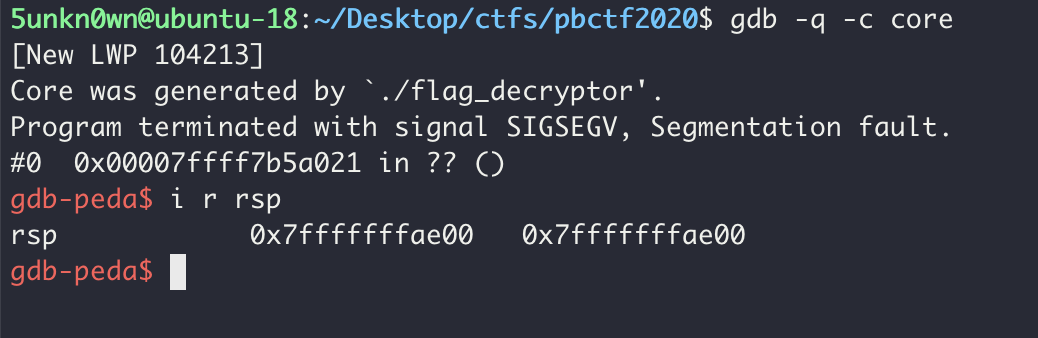 5unkn0wn@ubuntu-18:~/Desktop/ctfs/pbctf2020$ gdb -q -c core
[New LWP 104213]
Core was generated by `./flag_decryptor'.
Program terminated with signal SIGSEGV, Segmentation fault.
#0  0x00007ffff7b5a021 in ?? ()
gdb-peda$ i r rsp
rsp            0x7fffffffae00   0x7fffffffae00
gdb-peda$